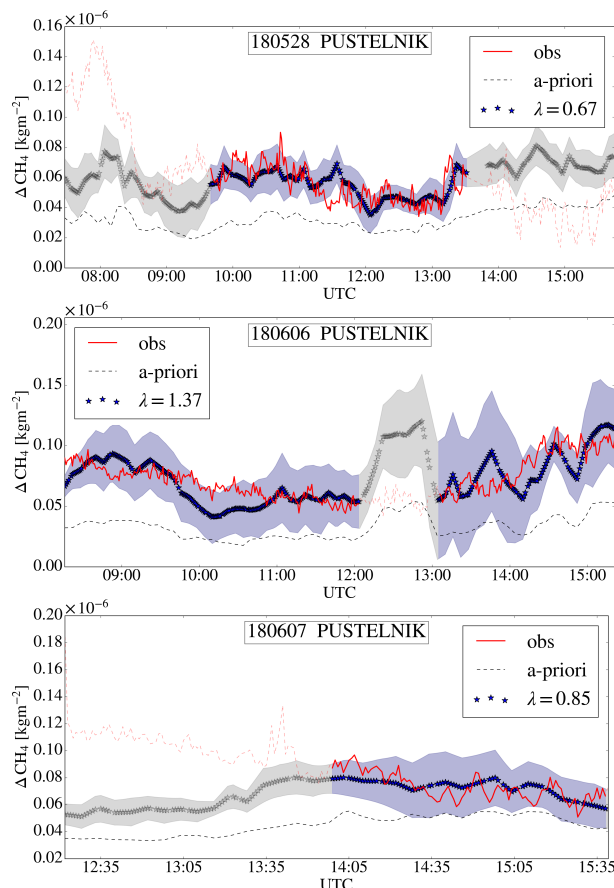 ×10⁻⁶
180528 PUSTELNIK
obs
a-priori
λ = 0.67
Δ CH₄ [kgm⁻²]
0.16
0.14
0.12
0.10
0.08
0.06
0.04
0.02
0.00
08:00 09:00 10:00 11:00 12:00 13:00 14:00 15:00
UTC
×10⁻⁶
180606 PUSTELNIK
obs
a-priori
λ = 1.37
Δ CH₄ [kgm⁻²]
0.20
0.15
0.10
0.05
0.00
09:00 10:00 11:00 12:00 13:00 14:00 15:00
UTC
×10⁻⁶
180607 PUSTELNIK
obs
a-priori
λ = 0.85
Δ CH₄ [kgm⁻²]
0.20
0.18
0.16
0.14
0.12
0.10
0.08
0.06
0.04
0.02
12:35 13:05 13:35 14:05 14:35 15:05 15:35
UTC